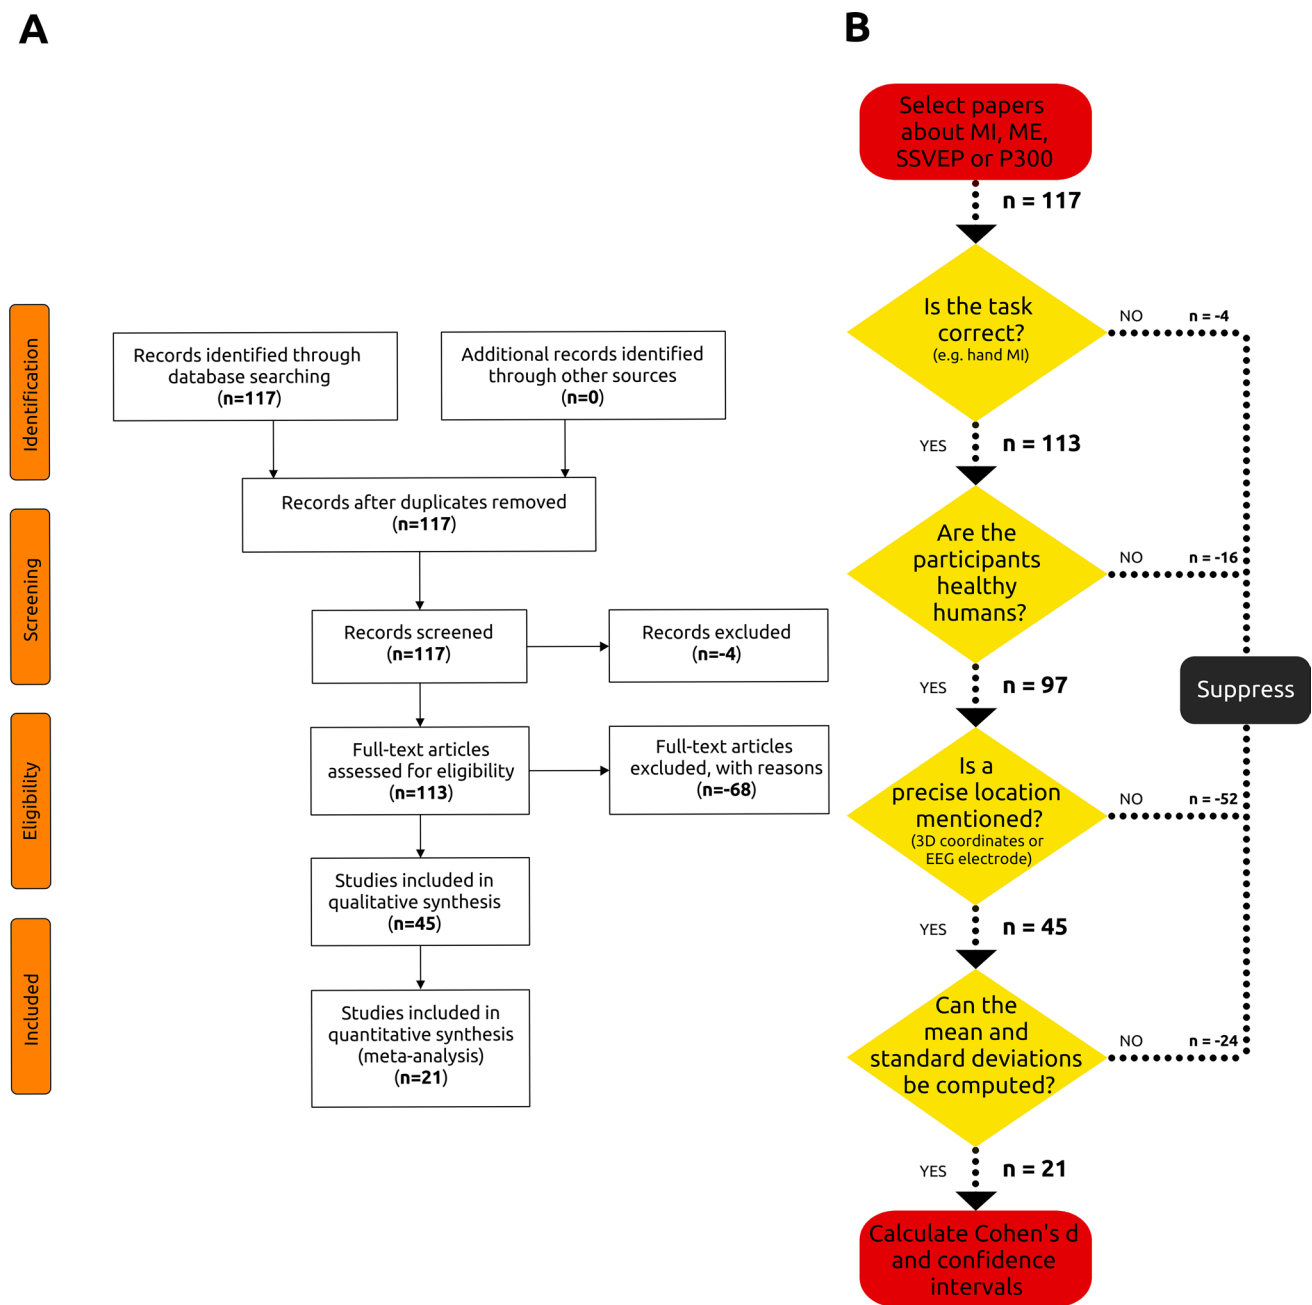 A
Identification
Screening
Eligibility
Included
Records identified through
database searching
(n=117)
Additional records identified
through other sources
(n=0)
Records after duplicates removed
(n=117)
Records screened
(n=117)
Records excluded
(n=-4)
Full-text articles
assessed for eligibility
(n=113)
Full-text articles
excluded, with reasons
(n=-68)
Studies included in
qualitative synthesis
(n=45)
Studies included in
quantitative synthesis
(meta-analysis)
(n=21)
B
Select papers
about MI, ME,
SSVEP or P300
n = 117
Is the task
correct?
(e.g. hand MI)
NO
n = -4
YES
n = 113
Are the
participants
healthy
humans?
NO
n = -16
YES
n = 97
Suppress
Is a
precise location
mentioned?
(3D coordinates or
EEG electrode)
NO
n = -52
YES
n = 45
Can the
mean and
standard deviations
be computed?
NO
n = -24
YES
n = 21
Calculate Cohen's d
and confidence
intervals